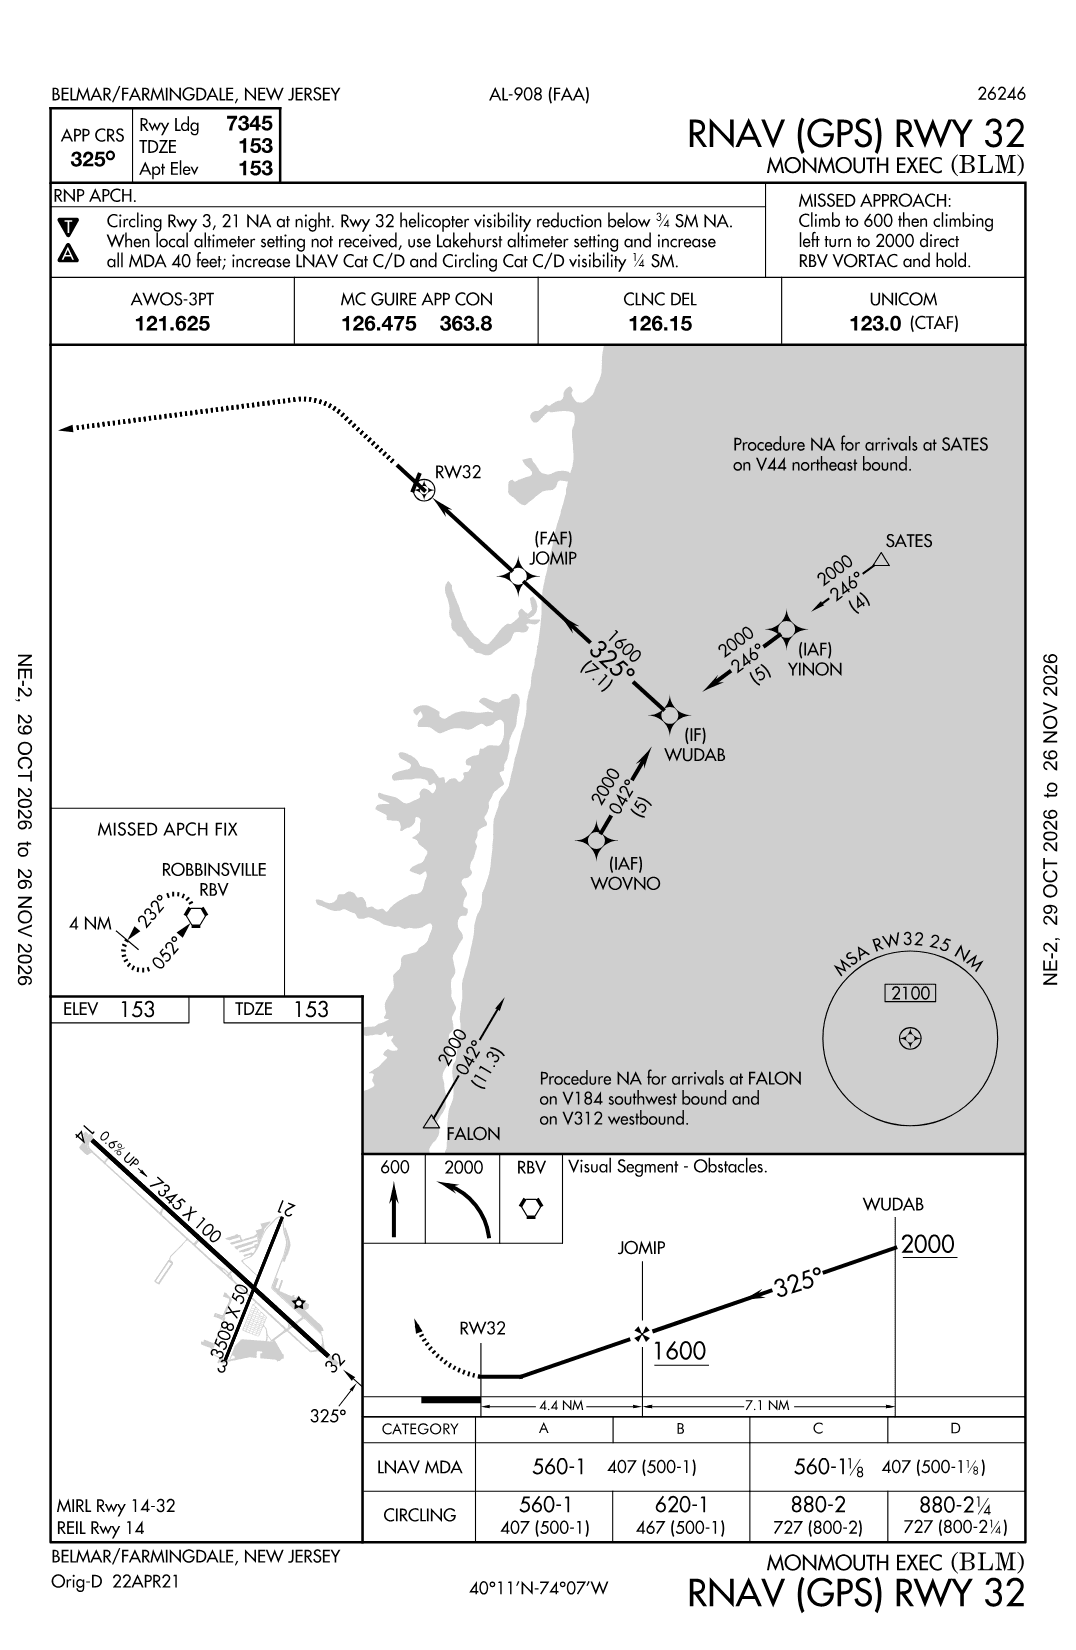 BELMAR/FARMINGDALE, NEW JERSEY
AL-908 (FAA)
26246
APP CRS
325°
Rwy Ldg 7345
TDZE 153
Apt Elev 153
RNAV (GPS) RWY 32
MONMOUTH EXEC (BLM)
RNP APCH.
T
A
Circling Rwy 3, 21 NA at night. Rwy 32 helicopter visibility reduction below ¾ SM NA.
When local altimeter setting not received, use Lakehurst altimeter setting and increase
all MDA 40 feet; increase LNAV Cat C/D and Circling Cat C/D visibility ¼ SM.
MISSED APPROACH:
Climb to 600 then climbing
left turn to 2000 direct
RBV VORTAC and hold.
AWOS-3PT
121.625
MC GUIRE APP CON
126.475 363.8
CLNC DEL
126.15
UNICOM
123.0 (CTAF)
Procedure NA for arrivals at SATES
on V44 northeast bound.
RW32
(FAF)
JOMIP
SATES
2000
246°
(4)
(IAF)
YINON
2000
246°
(5)
1600
325°
(7.1)
(IF)
WUDAB
2000
042°
(5)
(IAF)
WOVNO
MISSED APCH FIX
ROBBINSVILLE
RBV
4 NM
232°
052°
MSA RW32 25 NM
2100
2000
042°
(11.3)
FALON
Procedure NA for arrivals at FALON
on V184 southwest bound and
on V312 westbound.
ELEV 153
TDZE 153
14
0.6% UP
7345 X 100
21
3508 X 50
3
32
325°
MIRL Rwy 14-32
REIL Rwy 14
600
2000
RBV
Visual Segment - Obstacles.
WUDAB
2000
JOMIP
325°
RW32
1600
4.4 NM
7.1 NM
CATEGORY A B C D
LNAV MDA 560-1 407 (500-1) 560-1⅛ 407 (500-1⅛)
CIRCLING
560-1 620-1 880-2 880-2¼
407 (500-1) 467 (500-1) 727 (800-2) 727 (800-2¼)
BELMAR/FARMINGDALE, NEW JERSEY
Orig-D 22APR21
40°11'N-74°07'W
MONMOUTH EXEC (BLM)
RNAV (GPS) RWY 32
NE-2, 29 OCT 2026 to 26 NOV 2026
NE-2, 29 OCT 2026 to 26 NOV 2026